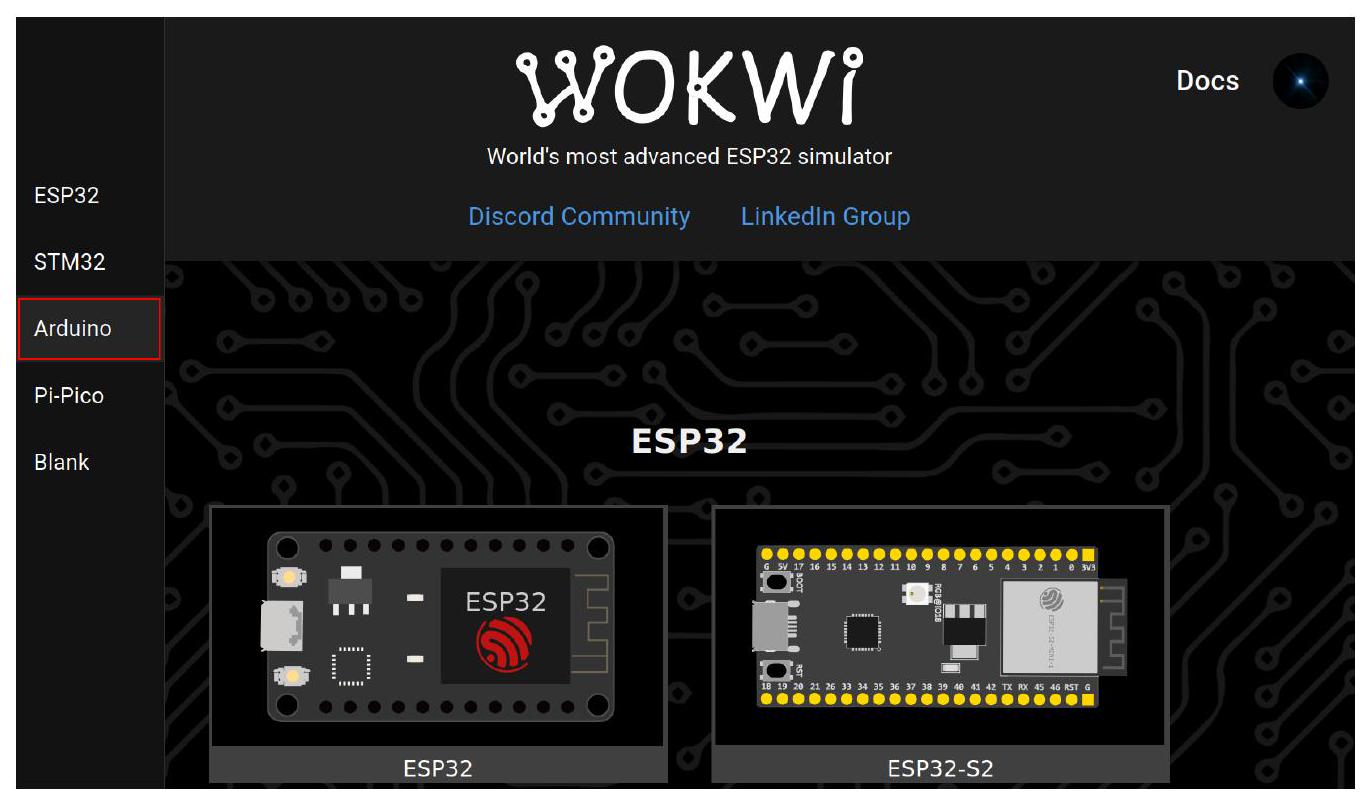 WOKWi
Docs
World's most advanced ESP32 simulator
Discord Community LinkedIn Group
ESP32
STM32
Arduino
Pi-Pico
Blank
ESP32
ESP32
G 5V 17 16 15 14 13 12 11 10 9 8 7 6 5 4 3 2 1 0 3V3
BOOT
RGB@IO18
RST
18 19 20 21 26 33 34 35 36 37 38 39 40 41 42 TX RX 45 46 RST G
ESP32
ESP32-S2